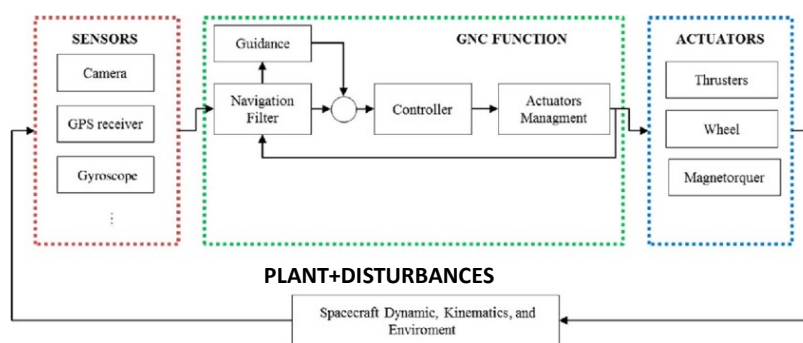 SENSORS
Camera
GPS receiver
Gyroscope
⋮
GNC FUNCTION
Guidance
Navigation
Filter
Controller
Actuators
Managment
ACTUATORS
Thrusters
Wheel
Magnetorquer
PLANT+DISTURBANCES
Spacecraft Dynamic, Kinematics, and
Enviroment